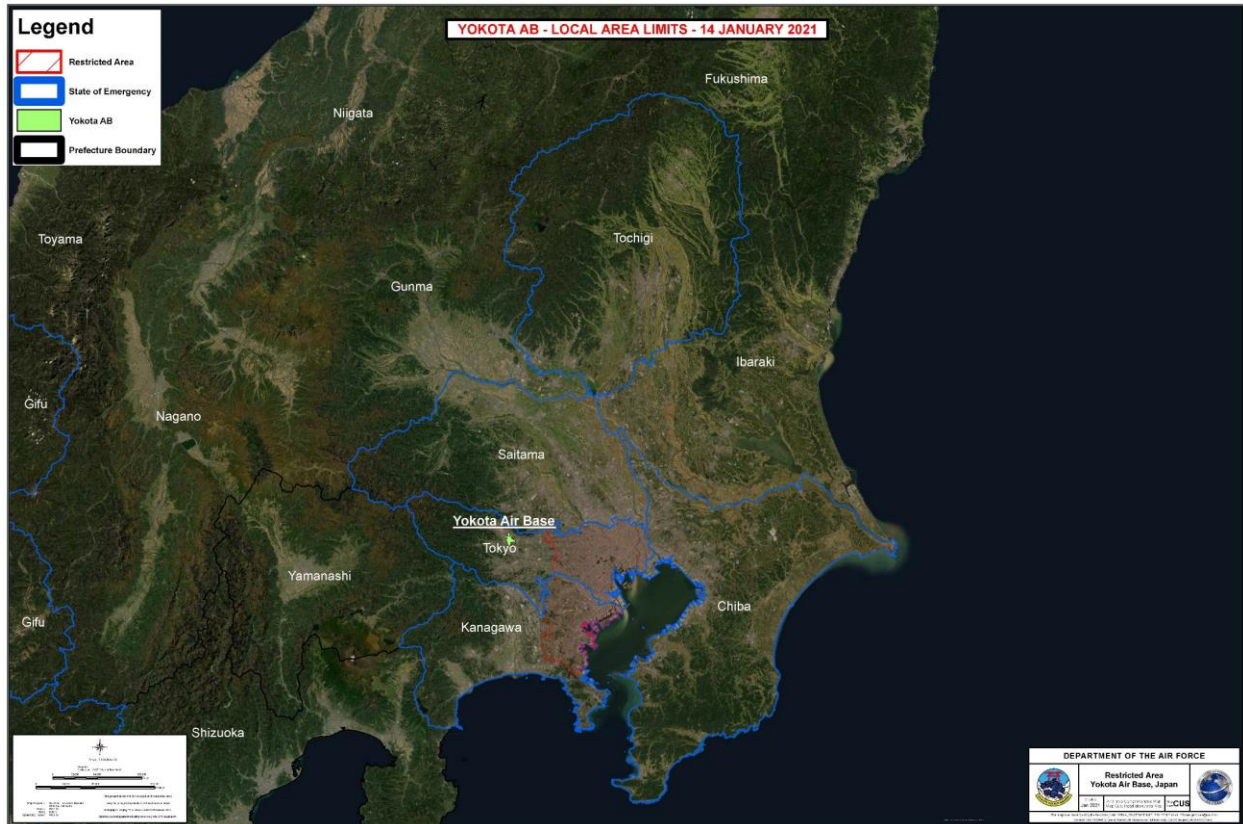 Legend
Restricted Area
State of Emergency
Yokota AB
Prefecture Boundary
YOKOTA AB - LOCAL AREA LIMITS - 14 JANUARY 2021
Fukushima
Niigata
Toyama
Tochigi
Gunma
Ibaraki
Gifu
Nagano
Saitama
Yokota Air Base
Tokyo
Yamanashi
Chiba
Gifu
Kanagawa
Shizuoka
DEPARTMENT OF THE AIR FORCE
Restricted Area
Yokota Air Base, Japan
Jan 2021